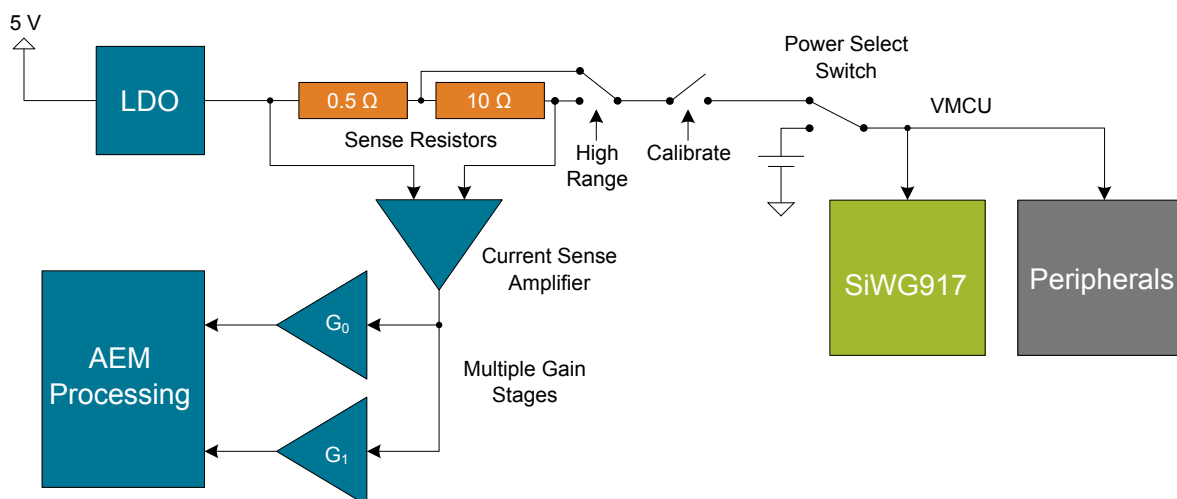 5 V
LDO
0.5 Ω
10 Ω
Sense Resistors
High
Range
Calibrate
Power Select
Switch
VMCU
Current Sense
Amplifier
SiWG917
Peripherals
G₀
AEM
Processing
Multiple Gain
Stages
G₁